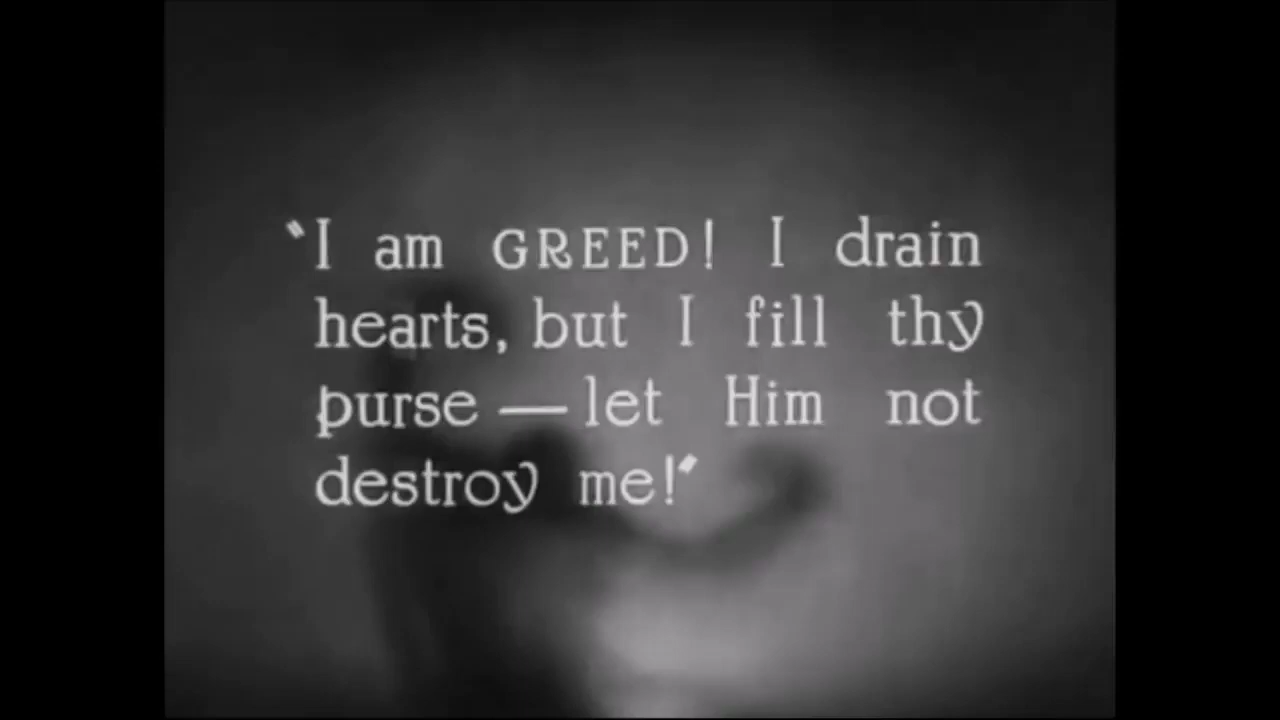 "I am GREED! I drain
hearts, but I fill thy
purse — let Him not
destroy me!"